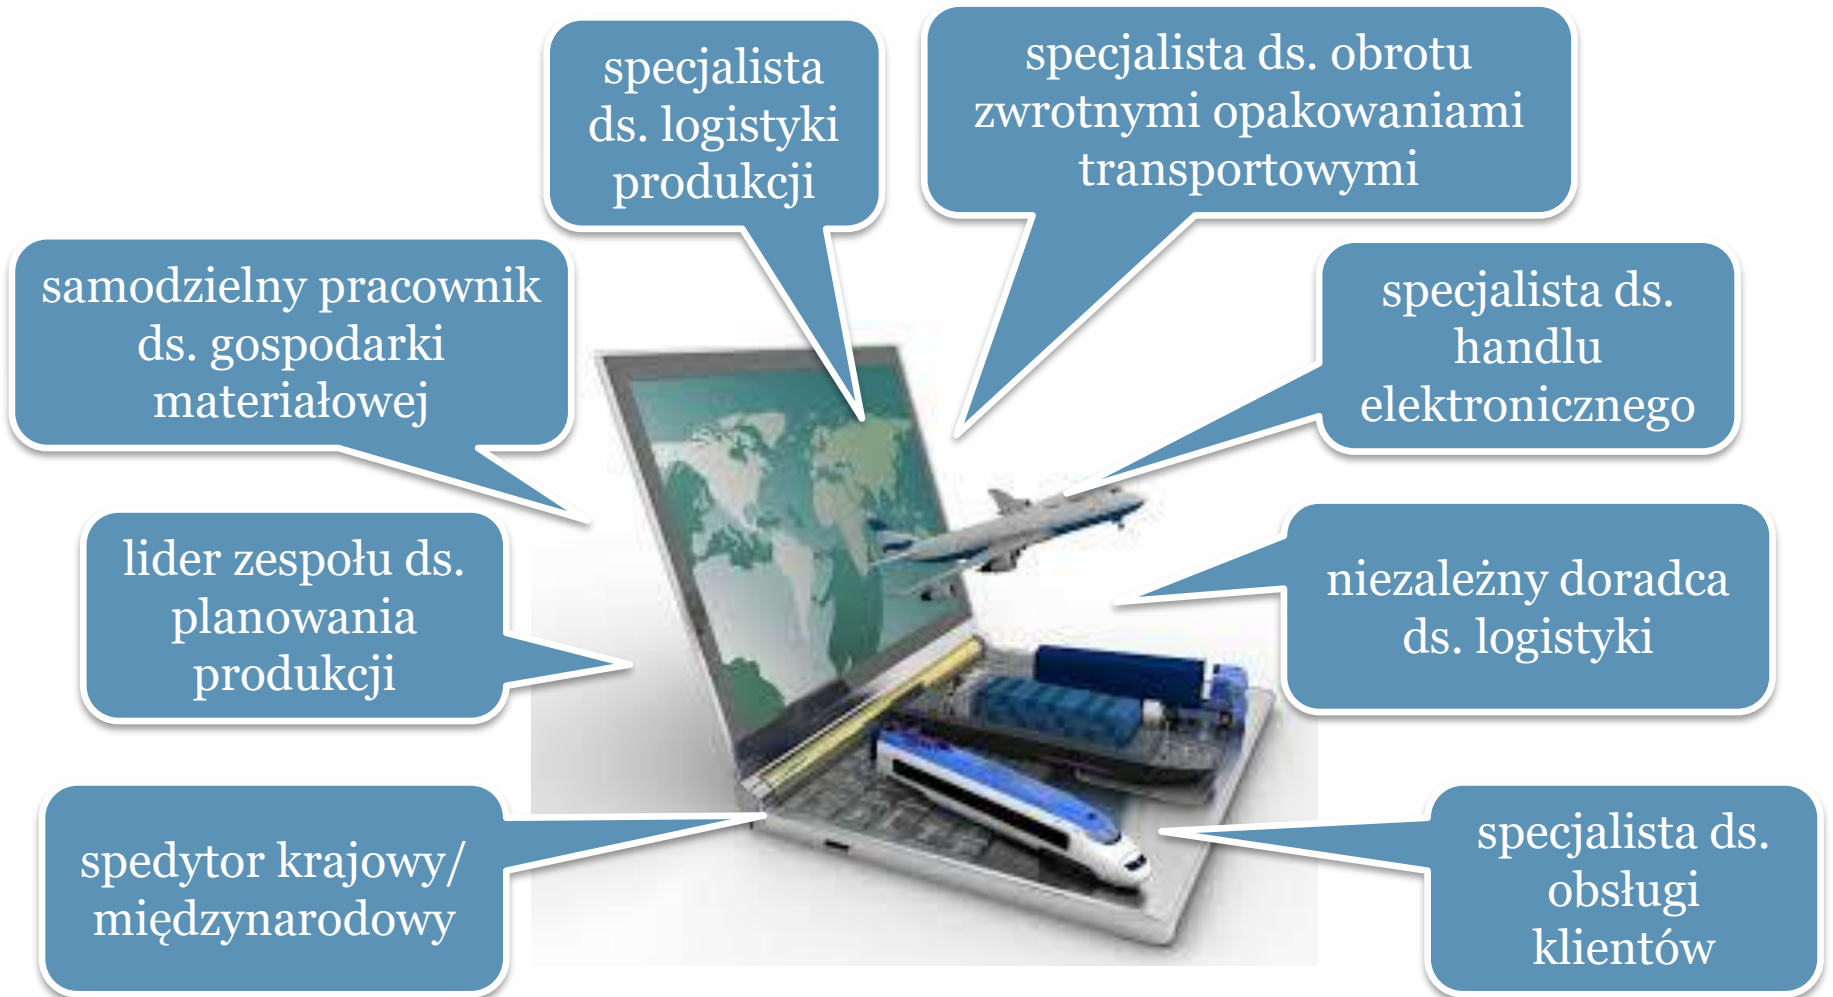 specjalista
ds. logistyki
produkcji
specjalista ds. obrotu
zwrotnymi opakowaniami
transportowymi
samodzielny pracownik
ds. gospodarki
materiałowej
specjalista ds.
handlu
elektronicznego
lider zespołu ds.
planowania
produkcji
niezależny doradca
ds. logistyki
spedytor krajowy/
międzynarodowy
specjalista ds.
obsługi
klientów